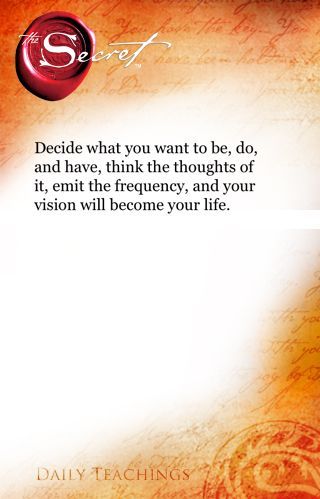 the Secret™
Decide what you want to be, do,
and have, think the thoughts of
it, emit the frequency, and your
vision will become your life.
DAILY TEACHINGS